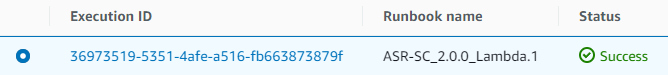 Execution ID Runbook name Status
36973519-5351-4afe-a516-fb663873879f ASR-SC_2.0.0_Lambda.1 Success